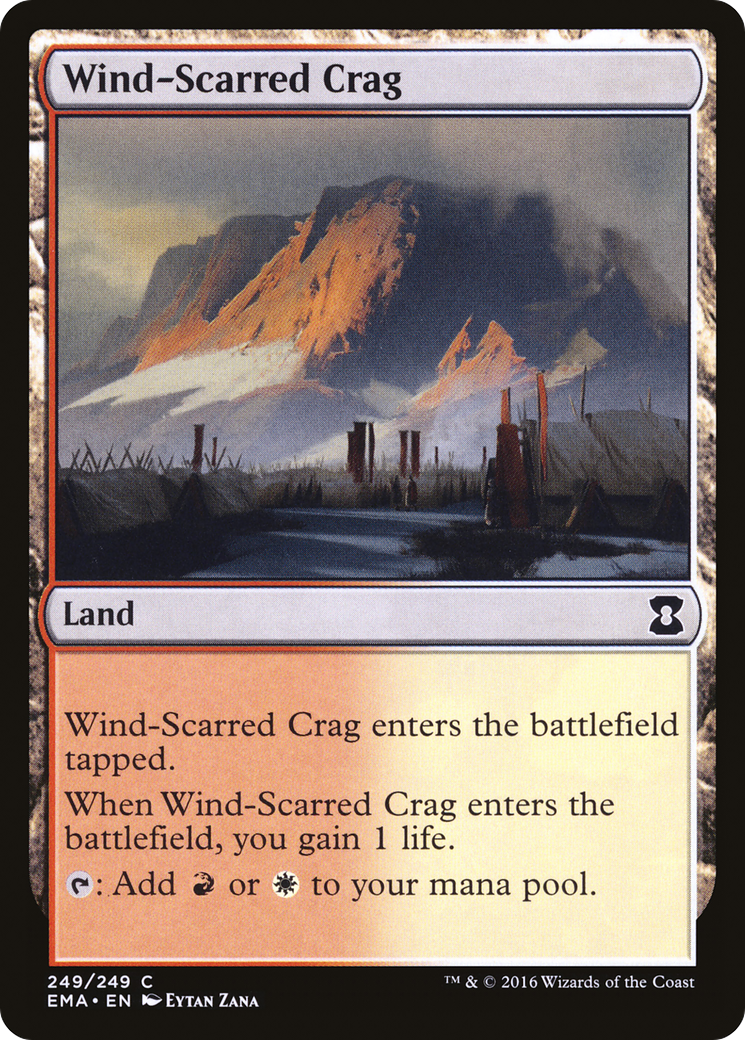 Wind-Scarred Crag
Land
Wind-Scarred Crag enters the battlefield
tapped.
When Wind-Scarred Crag enters the
battlefield, you gain 1 life.
: Add or to your mana pool.
249/249 C
EMA • EN Eytan Zana
™ & © 2016 Wizards of the Coast